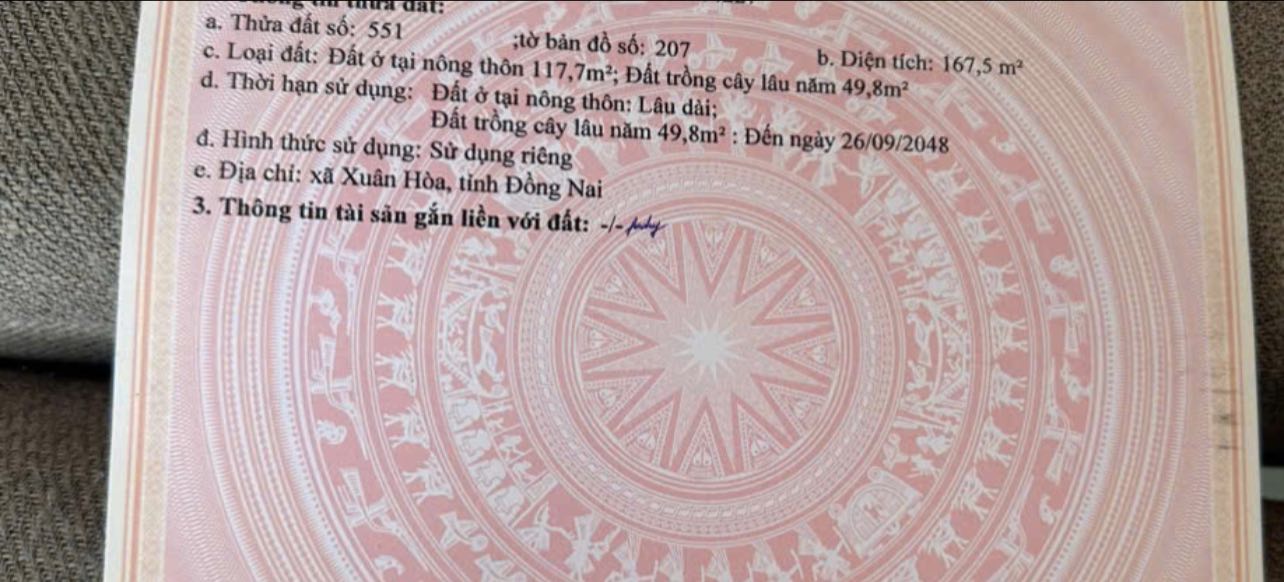 thửa đất:
a. Thửa đất số: 551 ;tờ bản đồ số: 207 b. Diện tích: 167,5 m²
c. Loại đất: Đất ở tại nông thôn 117,7m²; Đất trồng cây lâu năm 49,8m²
d. Thời hạn sử dụng: Đất ở tại nông thôn: Lâu dài;
Đất trồng cây lâu năm 49,8m² : Đến ngày 26/09/2048
đ. Hình thức sử dụng: Sử dụng riêng
e. Địa chỉ: xã Xuân Hòa, tỉnh Đồng Nai
3. Thông tin tài sản gắn liền với đất: -/-